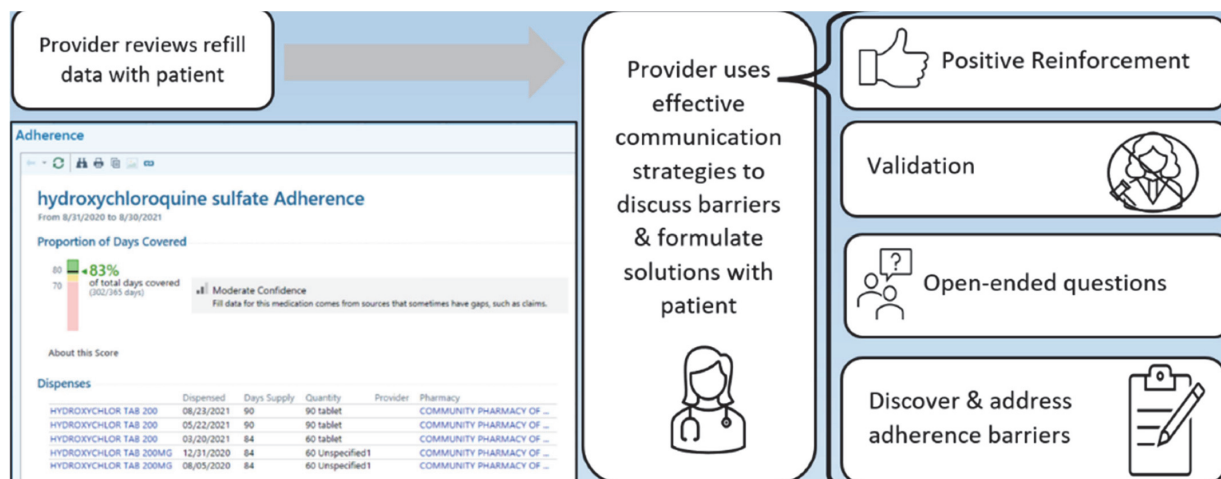 Provider reviews refill
data with patient
Adherence
hydroxychloroquine sulfate Adherence
From 8/31/2020 to 8/30/2021
Proportion of Days Covered
80
83%
of total days covered
(302/365 days)
70
Moderate Confidence
Fill data for this medication comes from sources that sometimes have gaps, such as claims.
About this Score
Dispenses
Dispensed Days Supply Quantity Provider Pharmacy
HYDROXYCHLOR TAB 200 08/23/2021 90 90 tablet COMMUNITY PHARMACY OF ...
HYDROXYCHLOR TAB 200 05/22/2021 90 90 tablet COMMUNITY PHARMACY OF ...
HYDROXYCHLOR TAB 200 03/20/2021 84 60 tablet COMMUNITY PHARMACY OF ...
HYDROXYCHLOR TAB 200MG 12/31/2020 84 60 Unspecified1 COMMUNITY PHARMACY OF ...
HYDROXYCHLOR TAB 200MG 08/05/2020 84 60 Unspecified1 COMMUNITY PHARMACY OF ...
Provider uses
effective
communication
strategies to
discuss barriers
& formulate
solutions with
patient
Positive Reinforcement
Validation
?
Open-ended questions
Discover & address
adherence barriers